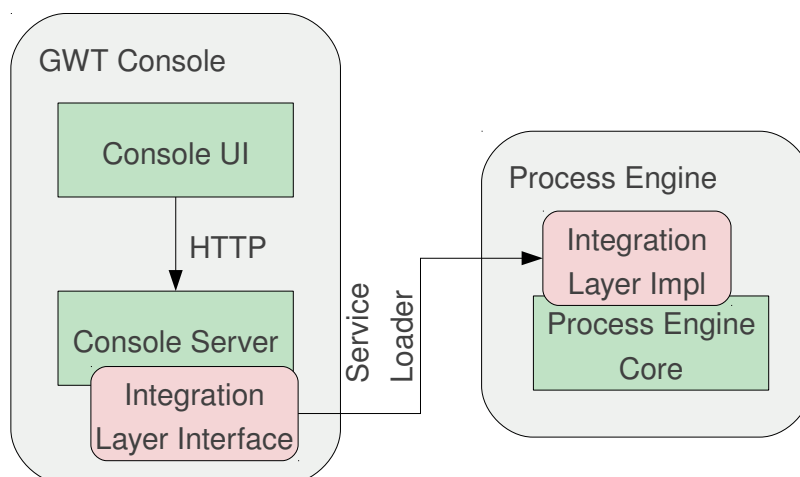 GWT Console
Console UI
HTTP
Console Server
Integration
Layer Interface
Service
Loader
Process Engine
Integration
Layer Impl
Process Engine
Core